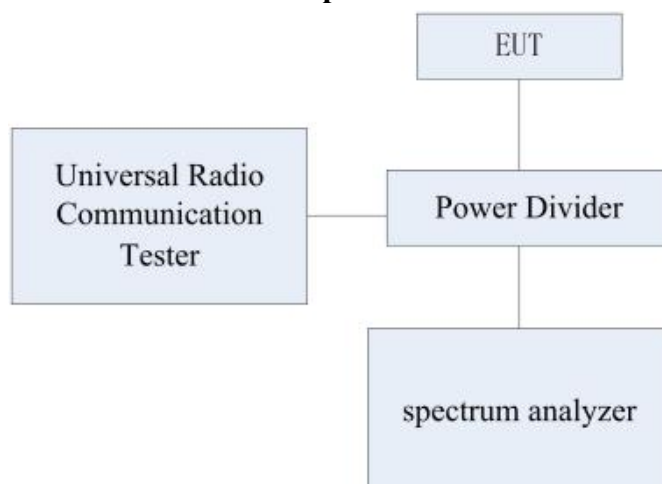 EUT
Universal Radio
Communication
Tester
Power Divider
spectrum analyzer